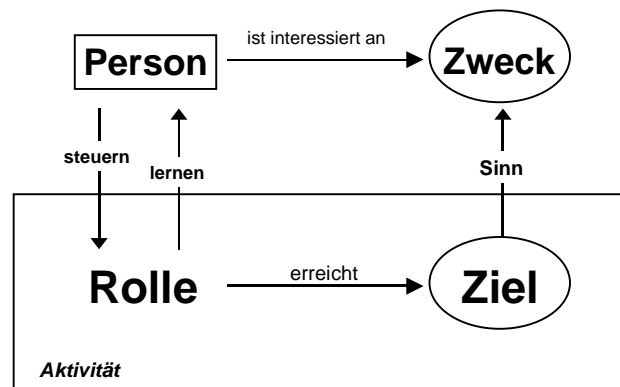 ist interessiert an
Person
Zweck
steuern
lernen
Sinn
Rolle
erreicht
Ziel
Aktivität